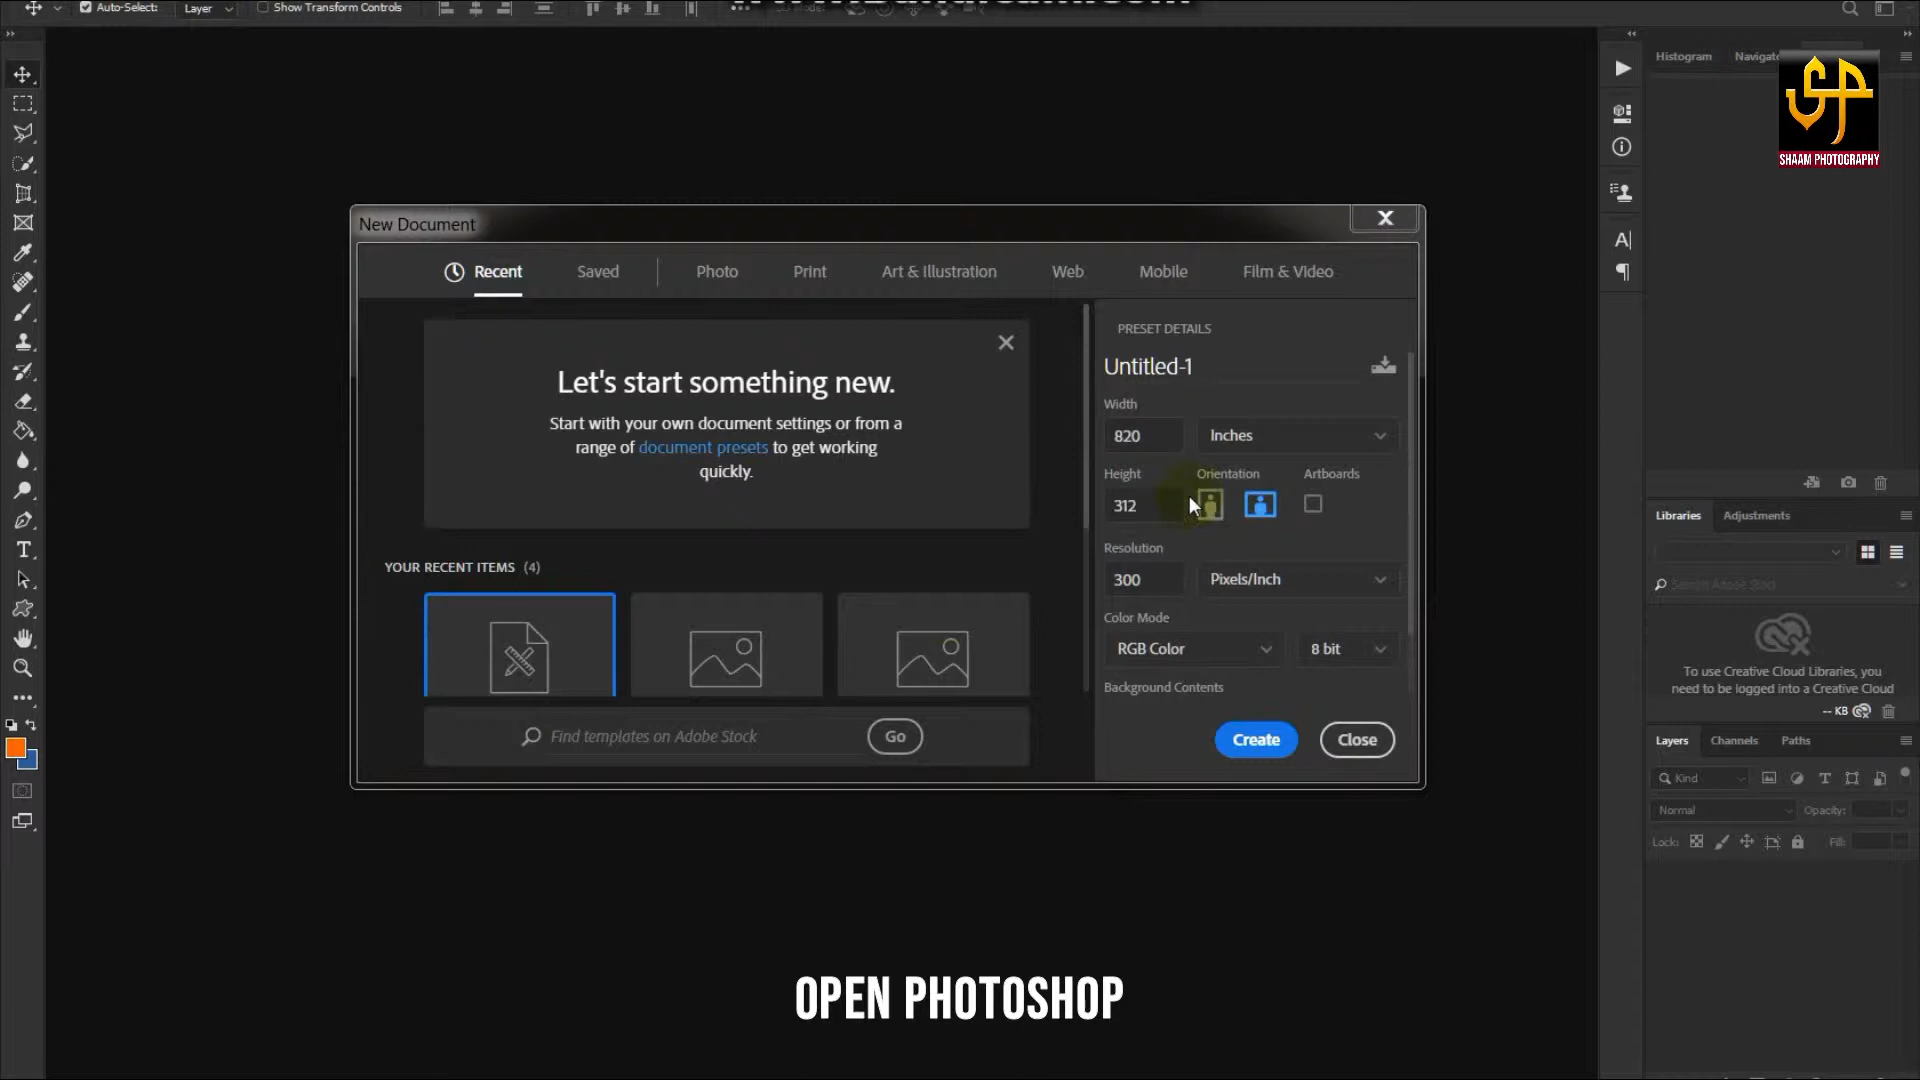 Auto-Select:
Layer
Show Transform Controls
Histogram
SP
SHAAM PHOTOGRAPHY
New Document
X
Recent
Saved
Photo
Print
Art & Illustration
Web
Mobile
Film & Video
Let's start something new.
Start with your own document settings or from a
range of document presets to get working
quickly.
YOUR RECENT ITEMS (4)
Find templates on Adobe Stock
Go
PRESET DETAILS
Untitled-1
Width
820
Inches
Height
Orientation
Artboards
312
Resolution
300
Pixels/Inch
Color Mode
RGB Color
8 bit
Background Contents
Create
Close
Libraries
Adjustments
Search Adobe Stock
To use Creative Cloud Libraries, you
need to be logged into a Creative Cloud
-- KB
Layers
Channels
Paths
Kind
Normal
Opacity:
Lock:
Fill:
OPEN PHOTOSHOP